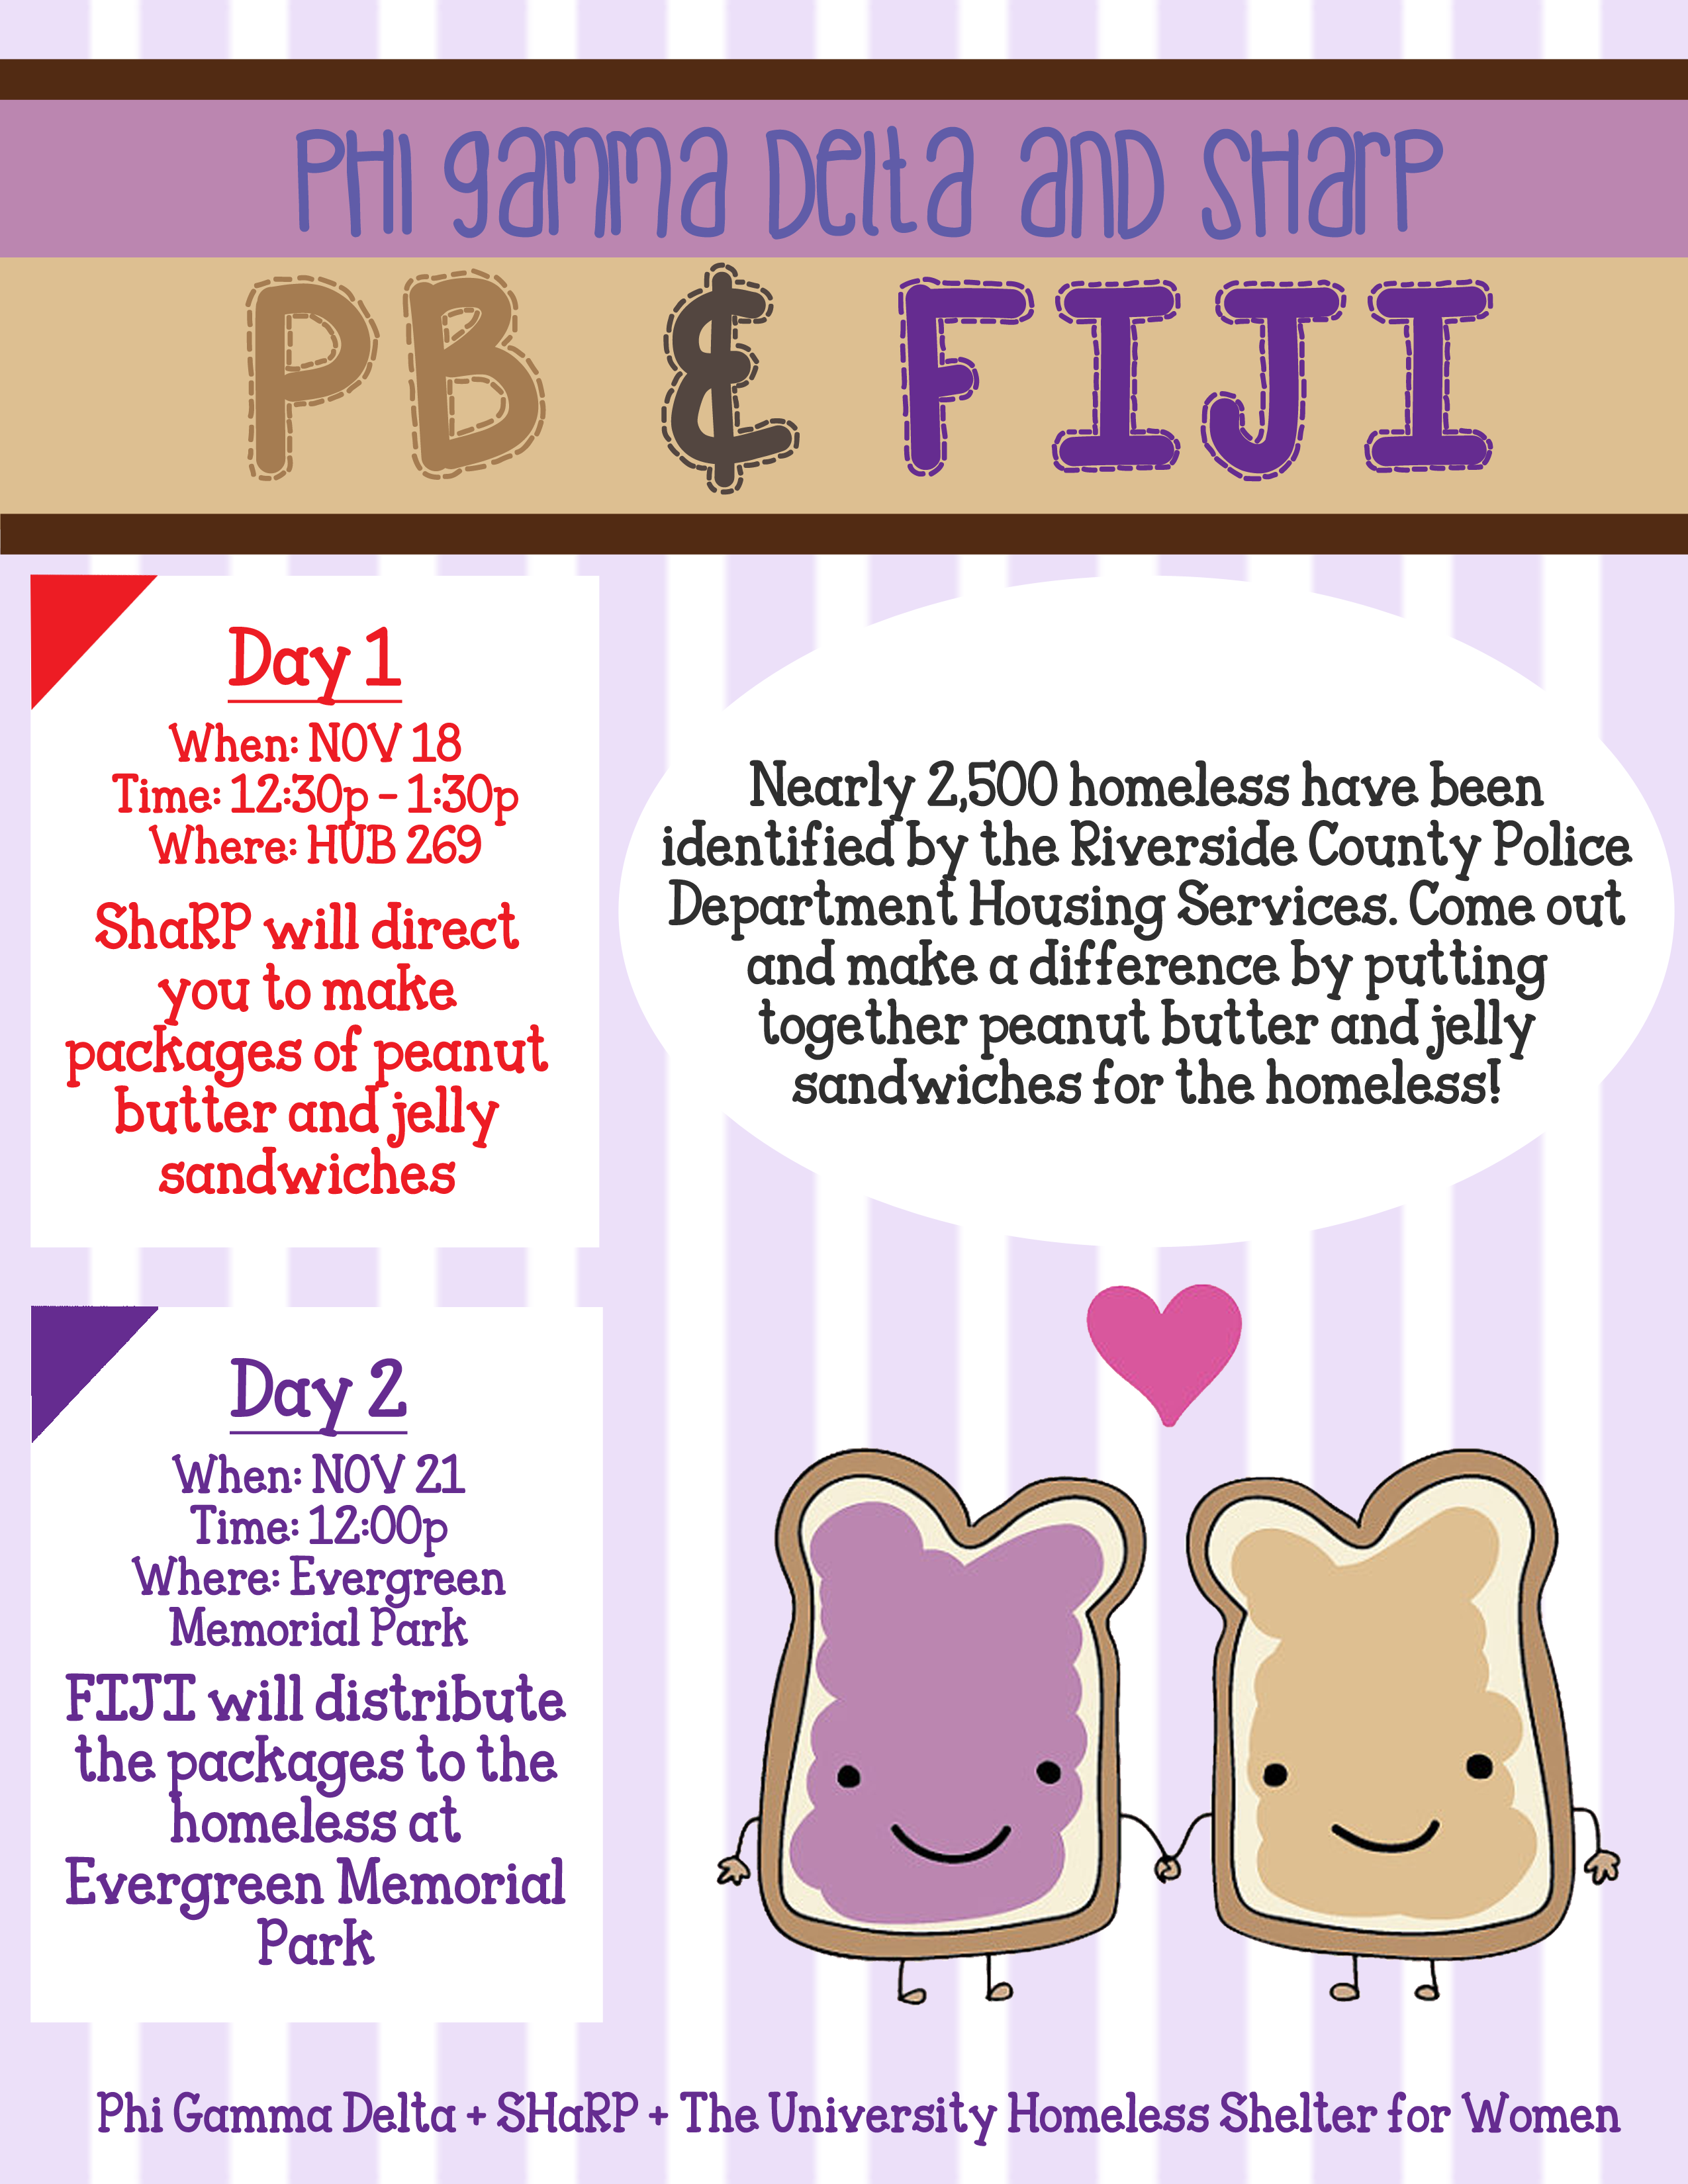 PHI gamma Delta and SHarP
PB & FIJI
Day 1
When: NOV 18
Time: 12:30p - 1:30p
Where: HUB 269
ShaRP will direct
you to make
packages of peanut
butter and jelly
sandwiches
Nearly 2,500 homeless have been
identified by the Riverside County Police
Department Housing Services. Come out
and make a difference by putting
together peanut butter and jelly
sandwiches for the homeless!
Day 2
When: NOV 21
Time: 12:00p
Where: Evergreen
Memorial Park
FIJI will distribute
the packages to the
homeless at
Evergreen Memorial
Park
Phi Gamma Delta + SHaRP + The University Homeless Shelter for Women